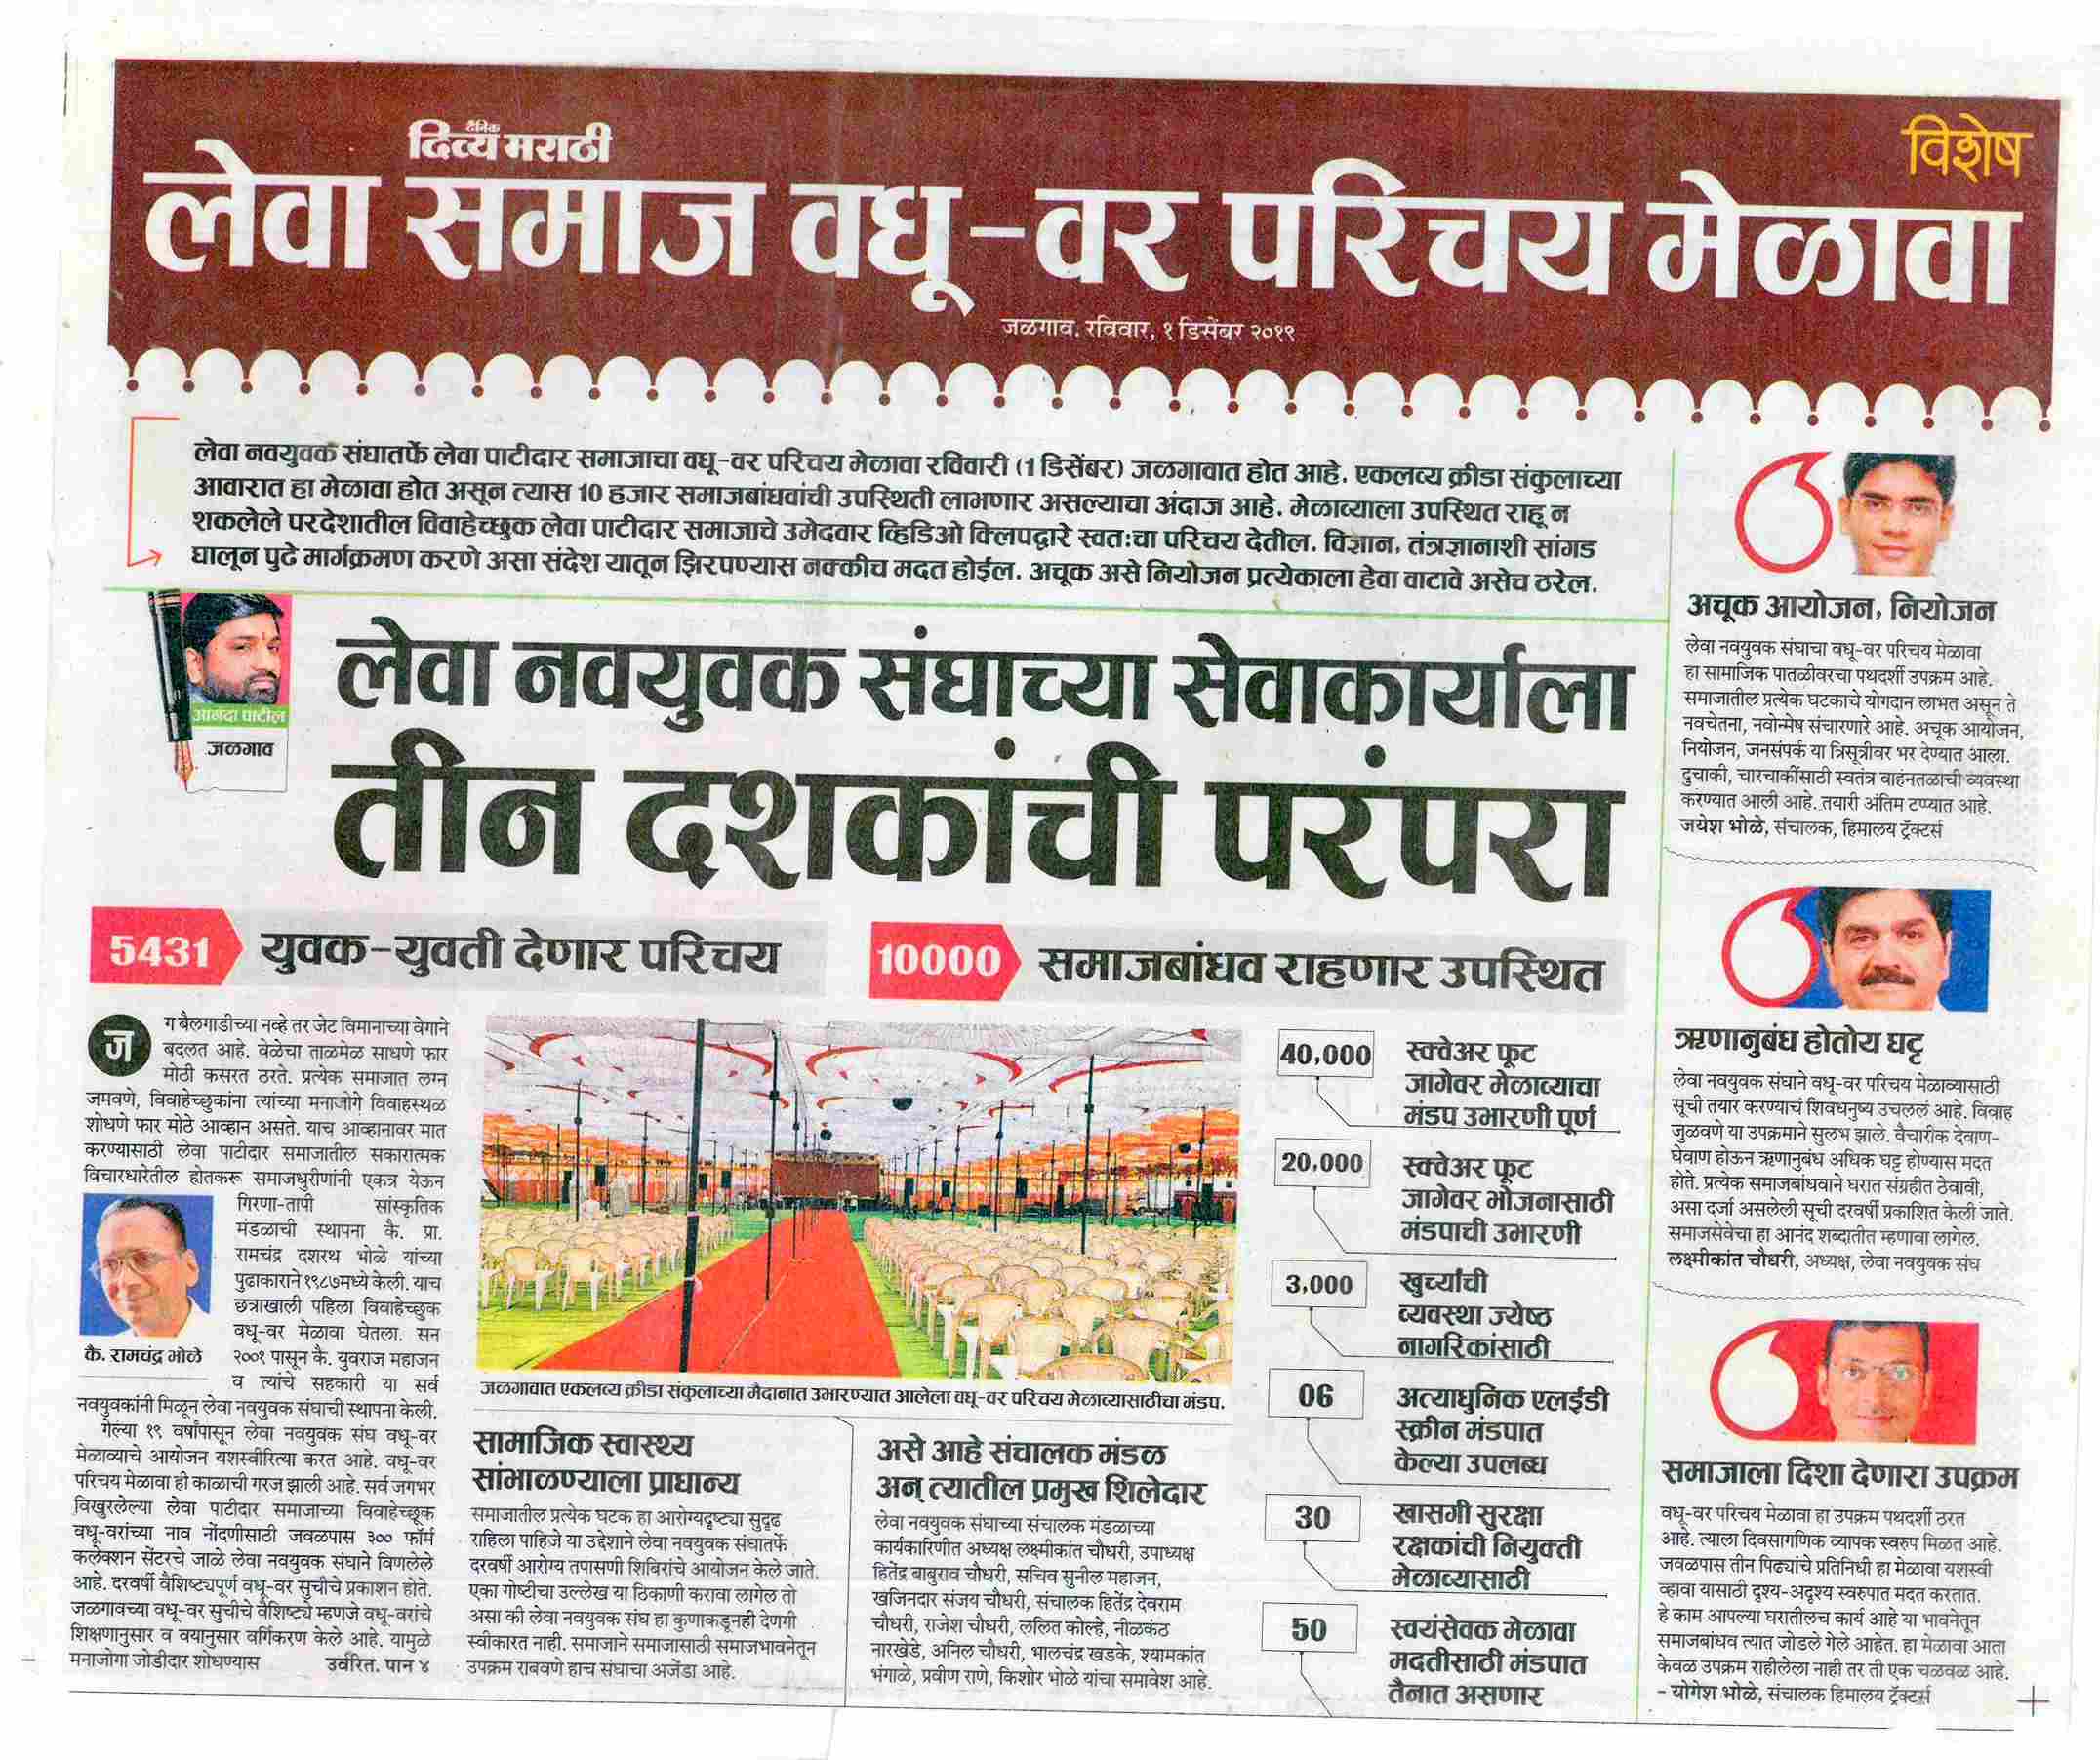 दैनिक
दिव्य मराठी
विशेष
लेवा समाज वधू-वर परिचय मेळावा
जळगाव. रविवार, १ डिसेंबर २०१९
लेवा नवयुवक संघातर्फे लेवा पाटीदार समाजाचा वधू-वर परिचय मेळावा रविवारी (1 डिसेंबर) जळगावात होत आहे. एकलव्य क्रीडा संकुलाच्या
आवारात हा मेळावा होत असून त्यास 10 हजार समाजबांधवांची उपस्थिती लाभणार असल्याचा अंदाज आहे. मेळाव्याला उपस्थित राहू न
शकलेले परदेशातील विवाहेच्छुक लेवा पाटीदार समाजाचे उमेदवार व्हिडिओ क्लिपद्वारे स्वतःचा परिचय देतील. विज्ञान, तंत्रज्ञानाशी सांगड
घालून पुढे मार्गक्रमण करणे असा संदेश यातून झिरपण्यास नक्कीच मदत होईल. अचूक असे नियोजन प्रत्येकाला हेवा वाटावे असेच ठरेल.
आनंदा पाटील
जळगाव
लेवा नवयुवक संघाच्या सेवाकार्याला
तीन दशकांची परंपरा
5431 युवक-युवती देणार परिचय
10000 समाजबांधव राहणार उपस्थित
जग बैलगाडीच्या नव्हे तर जेट विमानाच्या वेगाने
बदलत आहे. वेळेचा ताळमेळ साधणे फार
मोठी कसरत ठरते. प्रत्येक समाजात लग्न
जमवणे, विवाहेच्छुकांना त्यांच्या मनाजोगे विवाहस्थळ
शोधणे फार मोठे आव्हान असते. याच आव्हानावर मात
करण्यासाठी लेवा पाटीदार समाजातील सकारात्मक
विचारधारेतील होतकरू समाजधुरीणांनी एकत्र येऊन
गिरणा-तापी सांस्कृतिक
मंडळाची स्थापना कै. प्रा.
रामचंद्र दशरथ भोळे यांच्या
पुढाकाराने १९८७मध्ये केली. याच
छत्राखाली पहिला विवाहेच्छुक
वधू-वर मेळावा घेतला. सन
२००१ पासून कै. युवराज महाजन
व त्यांचे सहकारी या सर्व
कै. रामचंद्र भोळे
नवयुवकांनी मिळून लेवा नवयुवक संघाची स्थापना केली.
गेल्या १९ वर्षांपासून लेवा नवयुवक संघ वधू-वर
मेळाव्याचे आयोजन यशस्वीरित्या करत आहे. वधू-वर
परिचय मेळावा ही काळाची गरज झाली आहे. सर्व जगभर
विखुरलेल्या लेवा पाटीदार समाजाच्या विवाहेच्छूक
वधू-वरांच्या नाव नोंदणीसाठी जवळपास ३०० फॉर्म
कलेक्शन सेंटरचे जाळे लेवा नवयुवक संघाने विणलेले
आहे. दरवर्षी वैशिष्ट्यपूर्ण वधू-वर सुचीचे प्रकाशन होते.
जळगावच्या वधू-वर सुचीचे वैशिष्ट्ये म्हणजे वधू-वरांचे
शिक्षणानुसार व वयानुसार वर्गिकरण केले आहे. यामुळे
मनाजोगा जोडीदार शोधण्यास उर्वरित. पान ४
जळगावात एकलव्य क्रीडा संकुलाच्या मैदानात उभारण्यात आलेला वधू-वर परिचय मेळाव्यासाठीचा मंडप.
सामाजिक स्वास्थ्य
सांभाळण्याला प्राधान्य
समाजातील प्रत्येक घटक हा आरोग्यदृष्ट्या सुदृढ
राहिला पाहिजे या उद्देशाने लेवा नवयुवक संघातर्फे
दरवर्षी आरोग्य तपासणी शिबिरांचे आयोजन केले जाते.
एका गोष्टीचा उल्लेख या ठिकाणी करावा लागेल तो
असा की लेवा नवयुवक संघ हा कुणाकडूनही देणगी
स्वीकारत नाही. समाजाने समाजासाठी समाजभावनेतून
उपक्रम राबवणे हाच संघाचा अजेंडा आहे.
असे आहे संचालक मंडळ
अन् त्यातील प्रमुख शिलेदार
लेवा नवयुवक संघाच्या संचालक मंडळाच्या
कार्यकारिणीत अध्यक्ष लक्ष्मीकांत चौधरी, उपाध्यक्ष
हितेंद्र बाबुराव चौधरी, सचिव सुनील महाजन,
खजिनदार संजय चौधरी, संचालक हितेंद्र देवराम
चौधरी, राजेश चौधरी, ललित कोल्हे, नीळकंठ
नारखेडे, अनिल चौधरी, भालचंद्र खडके, श्यामकांत
भंगाळे, प्रवीण राणे, किशोर भोळे यांचा समावेश आहे.
40,000 स्क्वेअर फूट
जागेवर मेळाव्याचा
मंडप उभारणी पूर्ण
20,000 स्क्वेअर फूट
जागेवर भोजनासाठी
मंडपाची उभारणी
3,000 खुर्च्यांची
व्यवस्था ज्येष्ठ
नागरिकांसाठी
06 अत्याधुनिक एलईडी
स्क्रीन मंडपात
केल्या उपलब्ध
30 खासगी सुरक्षा
रक्षकांची नियुक्ती
मेळाव्यासाठी
50 स्वयंसेवक मेळावा
मदतीसाठी मंडपात
तैनात असणार
अचूक आयोजन, नियोजन
लेवा नवयुवक संघाचा वधू-वर परिचय मेळावा
हा सामाजिक पातळीवरचा पथदर्शी उपक्रम आहे.
समाजातील प्रत्येक घटकाचे योगदान लाभत असून ते
नवचेतना, नवोन्मेष संचारणारे आहे. अचूक आयोजन,
नियोजन, जनसंपर्क या त्रिसूत्रीवर भर देण्यात आला.
दुचाकी, चारचाकींसाठी स्वतंत्र वाहनतळाची व्यवस्था
करण्यात आली आहे. तयारी अंतिम टप्प्यात आहे.
जयेश भोळे, संचालक, हिमालय ट्रॅक्टर्स
ऋणानुबंध होतोय घट्ट
लेवा नवयुवक संघाने वधू-वर परिचय मेळाव्यासाठी
सूची तयार करण्याचं शिवधनुष्य उचललं आहे. विवाह
जुळवणे या उपक्रमाने सुलभ झाले. वैचारीक देवाण-
घेवाण होऊन ऋणानुबंध अधिक घट्ट होण्यास मदत
होते. प्रत्येक समाजबांधवाने घरात संग्रहीत ठेवावी,
असा दर्जा असलेली सूची दरवर्षी प्रकाशित केली जाते.
समाजसेवेचा हा आनंद शब्दातीत म्हणावा लागेल.
लक्ष्मीकांत चौधरी, अध्यक्ष, लेवा नवयुवक संघ
समाजाला दिशा देणारा उपक्रम
वधू-वर परिचय मेळावा हा उपक्रम पथदर्शी ठरत
आहे. त्याला दिवसागणिक व्यापक स्वरुप मिळत आहे.
जवळपास तीन पिढ्यांचे प्रतिनिधी हा मेळावा यशस्वी
व्हावा यासाठी दृश्य-अदृश्य स्वरुपात मदत करतात.
हे काम आपल्या घरातीलच कार्य आहे या भावनेतून
समाजबांधव त्यात जोडले गेले आहेत. हा मेळावा आता
केवळ उपक्रम राहीलेला नाही तर ती एक चळवळ आहे.
- योगेश भोळे, संचालक हिमालय ट्रॅक्टर्स